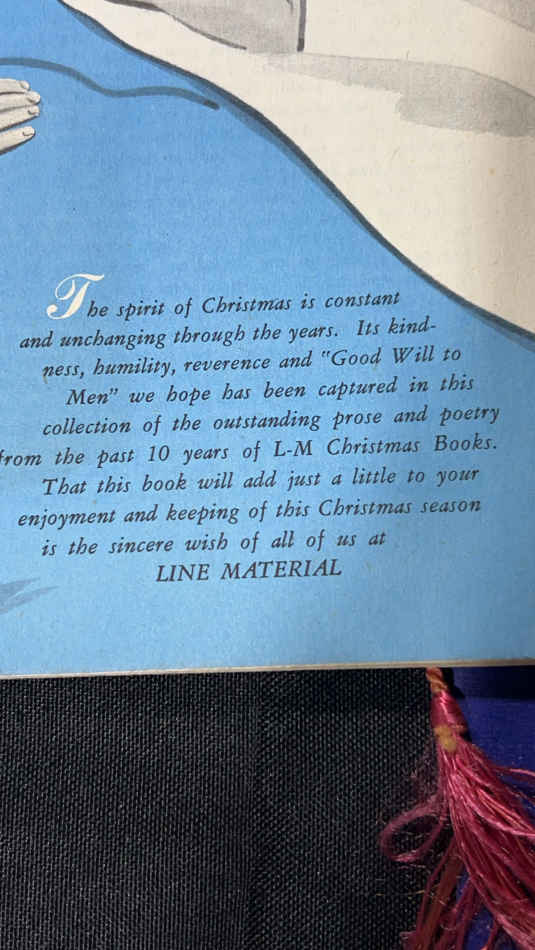 The spirit of Christmas is constant
and unchanging through the years. Its kind-
ness, humility, reverence and "Good Will to
Men" we hope has been captured in this
collection of the outstanding prose and poetry
from the past 10 years of L-M Christmas Books.
That this book will add just a little to your
enjoyment and keeping of this Christmas season
is the sincere wish of all of us at
LINE MATERIAL